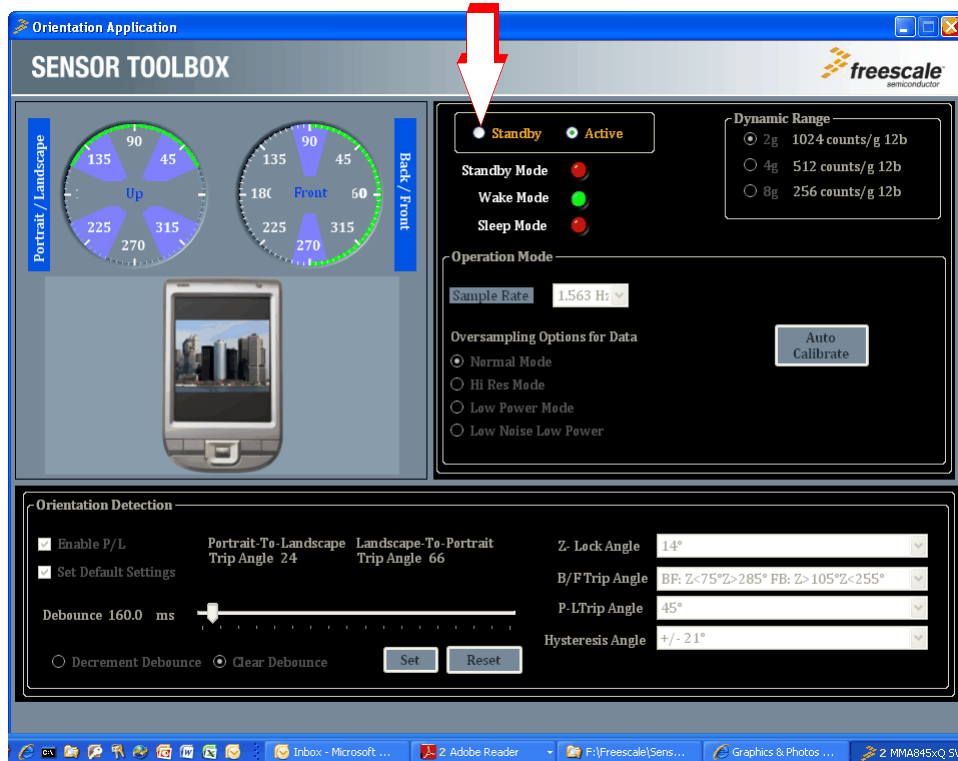 Orientation Application
SENSOR TOOLBOX
freescale
semiconductor
Portrait / Landscape
90
135
45
Up
225
315
270
90
135
45
180
Front
60
225
315
270
Back / Front
Standby
Active
Standby Mode
Wake Mode
Sleep Mode
Dynamic Range
2g 1024 counts/g 12b
4g 512 counts/g 12b
8g 256 counts/g 12b
Operation Mode
Sample Rate
1.563 Hz
Oversampling Options for Data
Normal Mode
Hi Res Mode
Low Power Mode
Low Noise Low Power
Auto
Calibrate
Orientation Detection
Enable P/L
Set Default Settings
Portrait-To-Landscape
Trip Angle 24
Landscape-To-Portrait
Trip Angle 66
Debounce 160.0 ms
Decrement Debounce
Clear Debounce
Set
Reset
Z- Lock Angle
14°
B/F Trip Angle
BF: Z<75°Z>285° FB: Z>105°Z<255°
P-LTrip Angle
45°
Hysteresis Angle
+/- 21°
Inbox - Microsoft ...
2 Adobe Reader
F:\Freescale\Sens...
Graphics & Photos ...
2 MMA845xQ